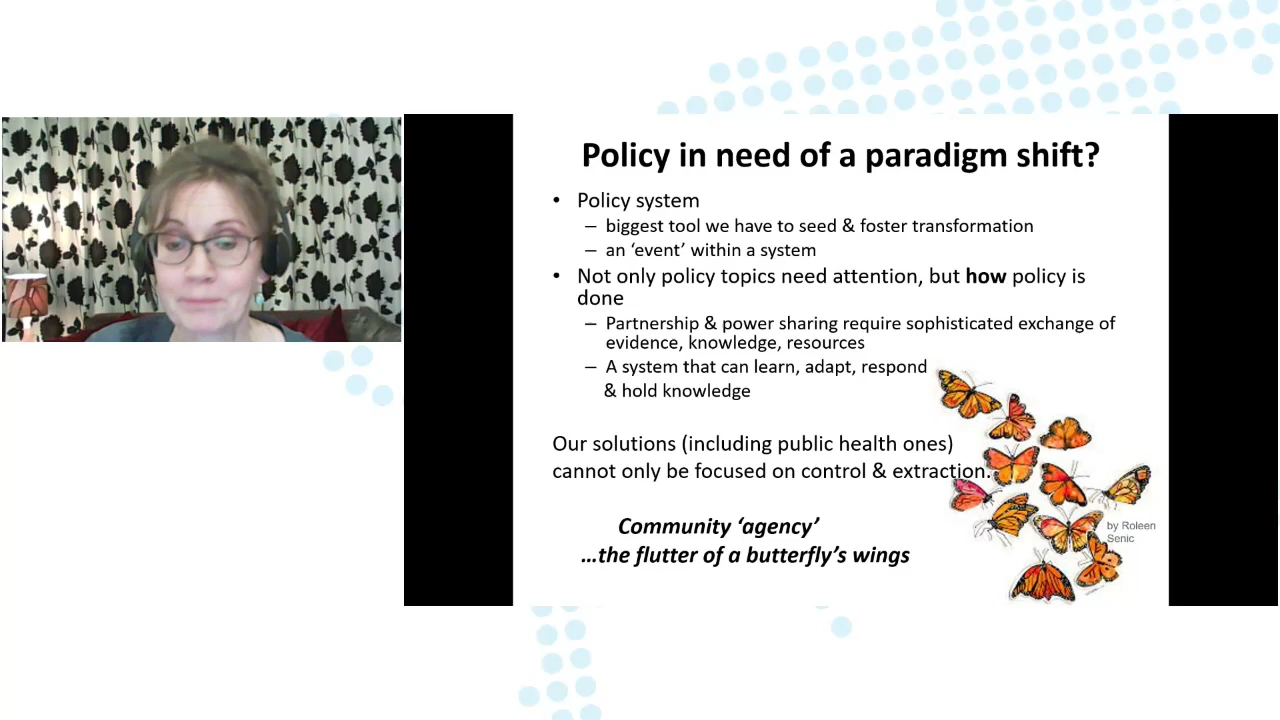 Policy in need of a paradigm shift?
• Policy system
– biggest tool we have to seed & foster transformation
– an ‘event’ within a system
• Not only policy topics need attention, but how policy is
done
– Partnership & power sharing require sophisticated exchange of
evidence, knowledge, resources
– A system that can learn, adapt, respond
& hold knowledge
Our solutions (including public health ones)
cannot only be focused on control & extraction.
Community ‘agency’
…the flutter of a butterfly’s wings
by Roleen
Senic